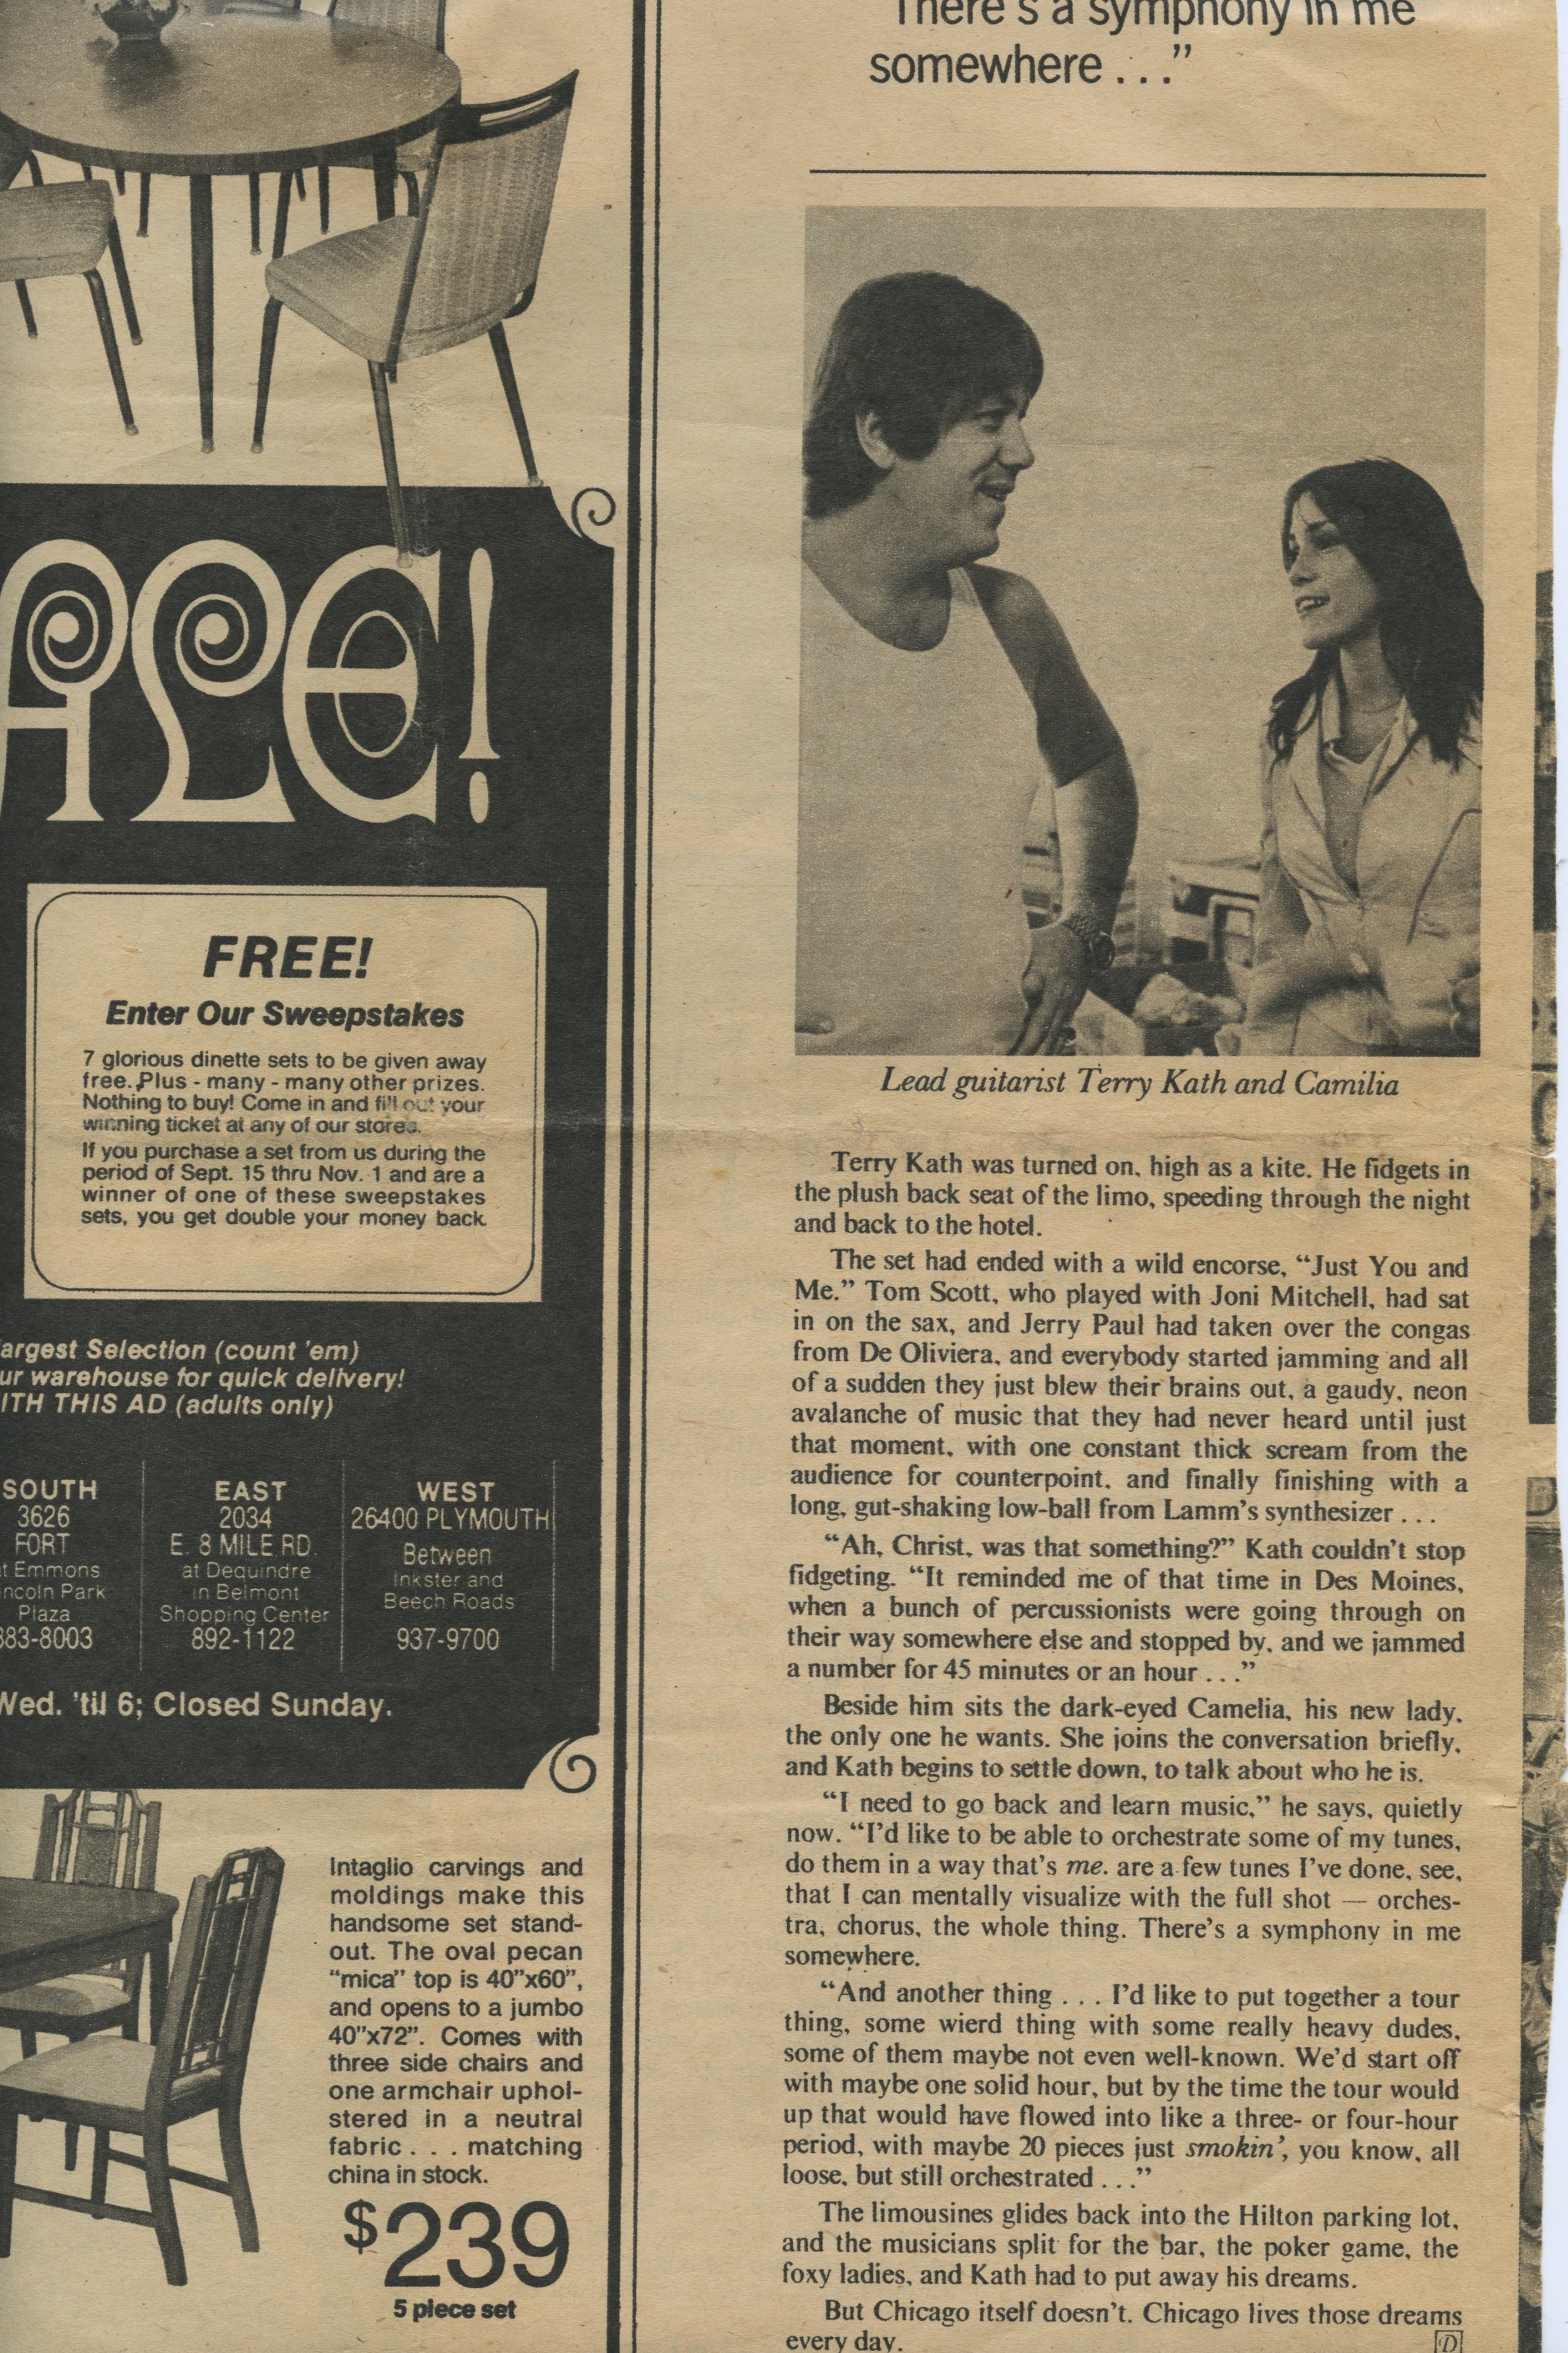 ALE!
FREE!
Enter Our Sweepstakes
7 glorious dinette sets to be given away
free. Plus - many - many other prizes.
Nothing to buy! Come in and fill out your
winning ticket at any of our stores.
If you purchase a set from us during the
period of Sept. 15 thru Nov. 1 and are a
winner of one of these sweepstakes
sets, you get double your money back.
argest Selection (count 'em)
ur warehouse for quick delivery!
ITH THIS AD (adults only)
SOUTH
3626
FORT
t Emmons
ncoln Park
Plaza
383-8003
EAST
2034
E. 8 MILE RD.
at Dequindre
in Belmont
Shopping Center
892-1122
WEST
26400 PLYMOUTH
Between
Inkster and
Beech Roads
937-9700
Wed. 'til 6; Closed Sunday.
Intaglio carvings and
moldings make this
handsome set stand-
out. The oval pecan
"mica" top is 40"x60",
and opens to a jumbo
40"x72". Comes with
three side chairs and
one armchair uphol-
stered in a neutral
fabric . . . matching
china in stock.
$239
5 piece set
There's a symphony in me
somewhere . . ."
Lead guitarist Terry Kath and Camilia
Terry Kath was turned on, high as a kite. He fidgets in
the plush back seat of the limo, speeding through the night
and back to the hotel.
The set had ended with a wild encorse, "Just You and
Me." Tom Scott, who played with Joni Mitchell, had sat
in on the sax, and Jerry Paul had taken over the congas
from De Oliviera, and everybody started jamming and all
of a sudden they just blew their brains out, a gaudy, neon
avalanche of music that they had never heard until just
that moment, with one constant thick scream from the
audience for counterpoint, and finally finishing with a
long, gut-shaking low-ball from Lamm's synthesizer . . .
"Ah, Christ, was that something?" Kath couldn't stop
fidgeting. "It reminded me of that time in Des Moines,
when a bunch of percussionists were going through on
their way somewhere else and stopped by, and we jammed
a number for 45 minutes or an hour . . ."
Beside him sits the dark-eyed Camelia, his new lady,
the only one he wants. She joins the conversation briefly,
and Kath begins to settle down, to talk about who he is.
"I need to go back and learn music," he says, quietly
now. "I'd like to be able to orchestrate some of my tunes,
do them in a way that's me. are a few tunes I've done, see,
that I can mentally visualize with the full shot — orches-
tra, chorus, the whole thing. There's a symphony in me
somewhere.
"And another thing . . . I'd like to put together a tour
thing, some wierd thing with some really heavy dudes,
some of them maybe not even well-known. We'd start off
with maybe one solid hour, but by the time the tour would
up that would have flowed into like a three- or four-hour
period, with maybe 20 pieces just smokin', you know, all
loose, but still orchestrated . . ."
The limousines glides back into the Hilton parking lot,
and the musicians split for the bar, the poker game, the
foxy ladies, and Kath had to put away his dreams.
But Chicago itself doesn't. Chicago lives those dreams
every day.
D